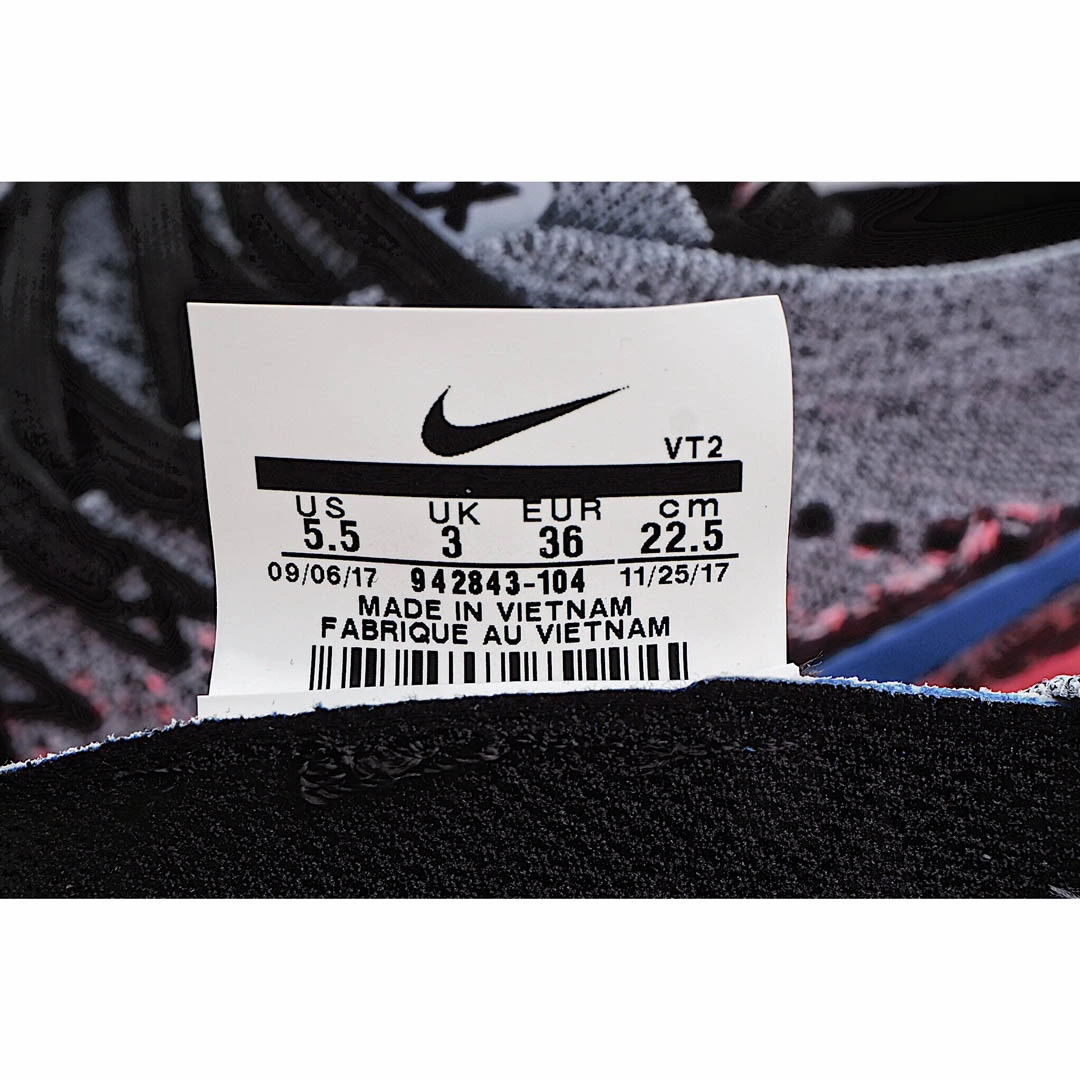 VT2
US UK EUR cm
5.5 3 36 22.5
09/06/17 942843-104 11/25/17
MADE IN VIETNAM
FABRIQUE AU VIETNAM